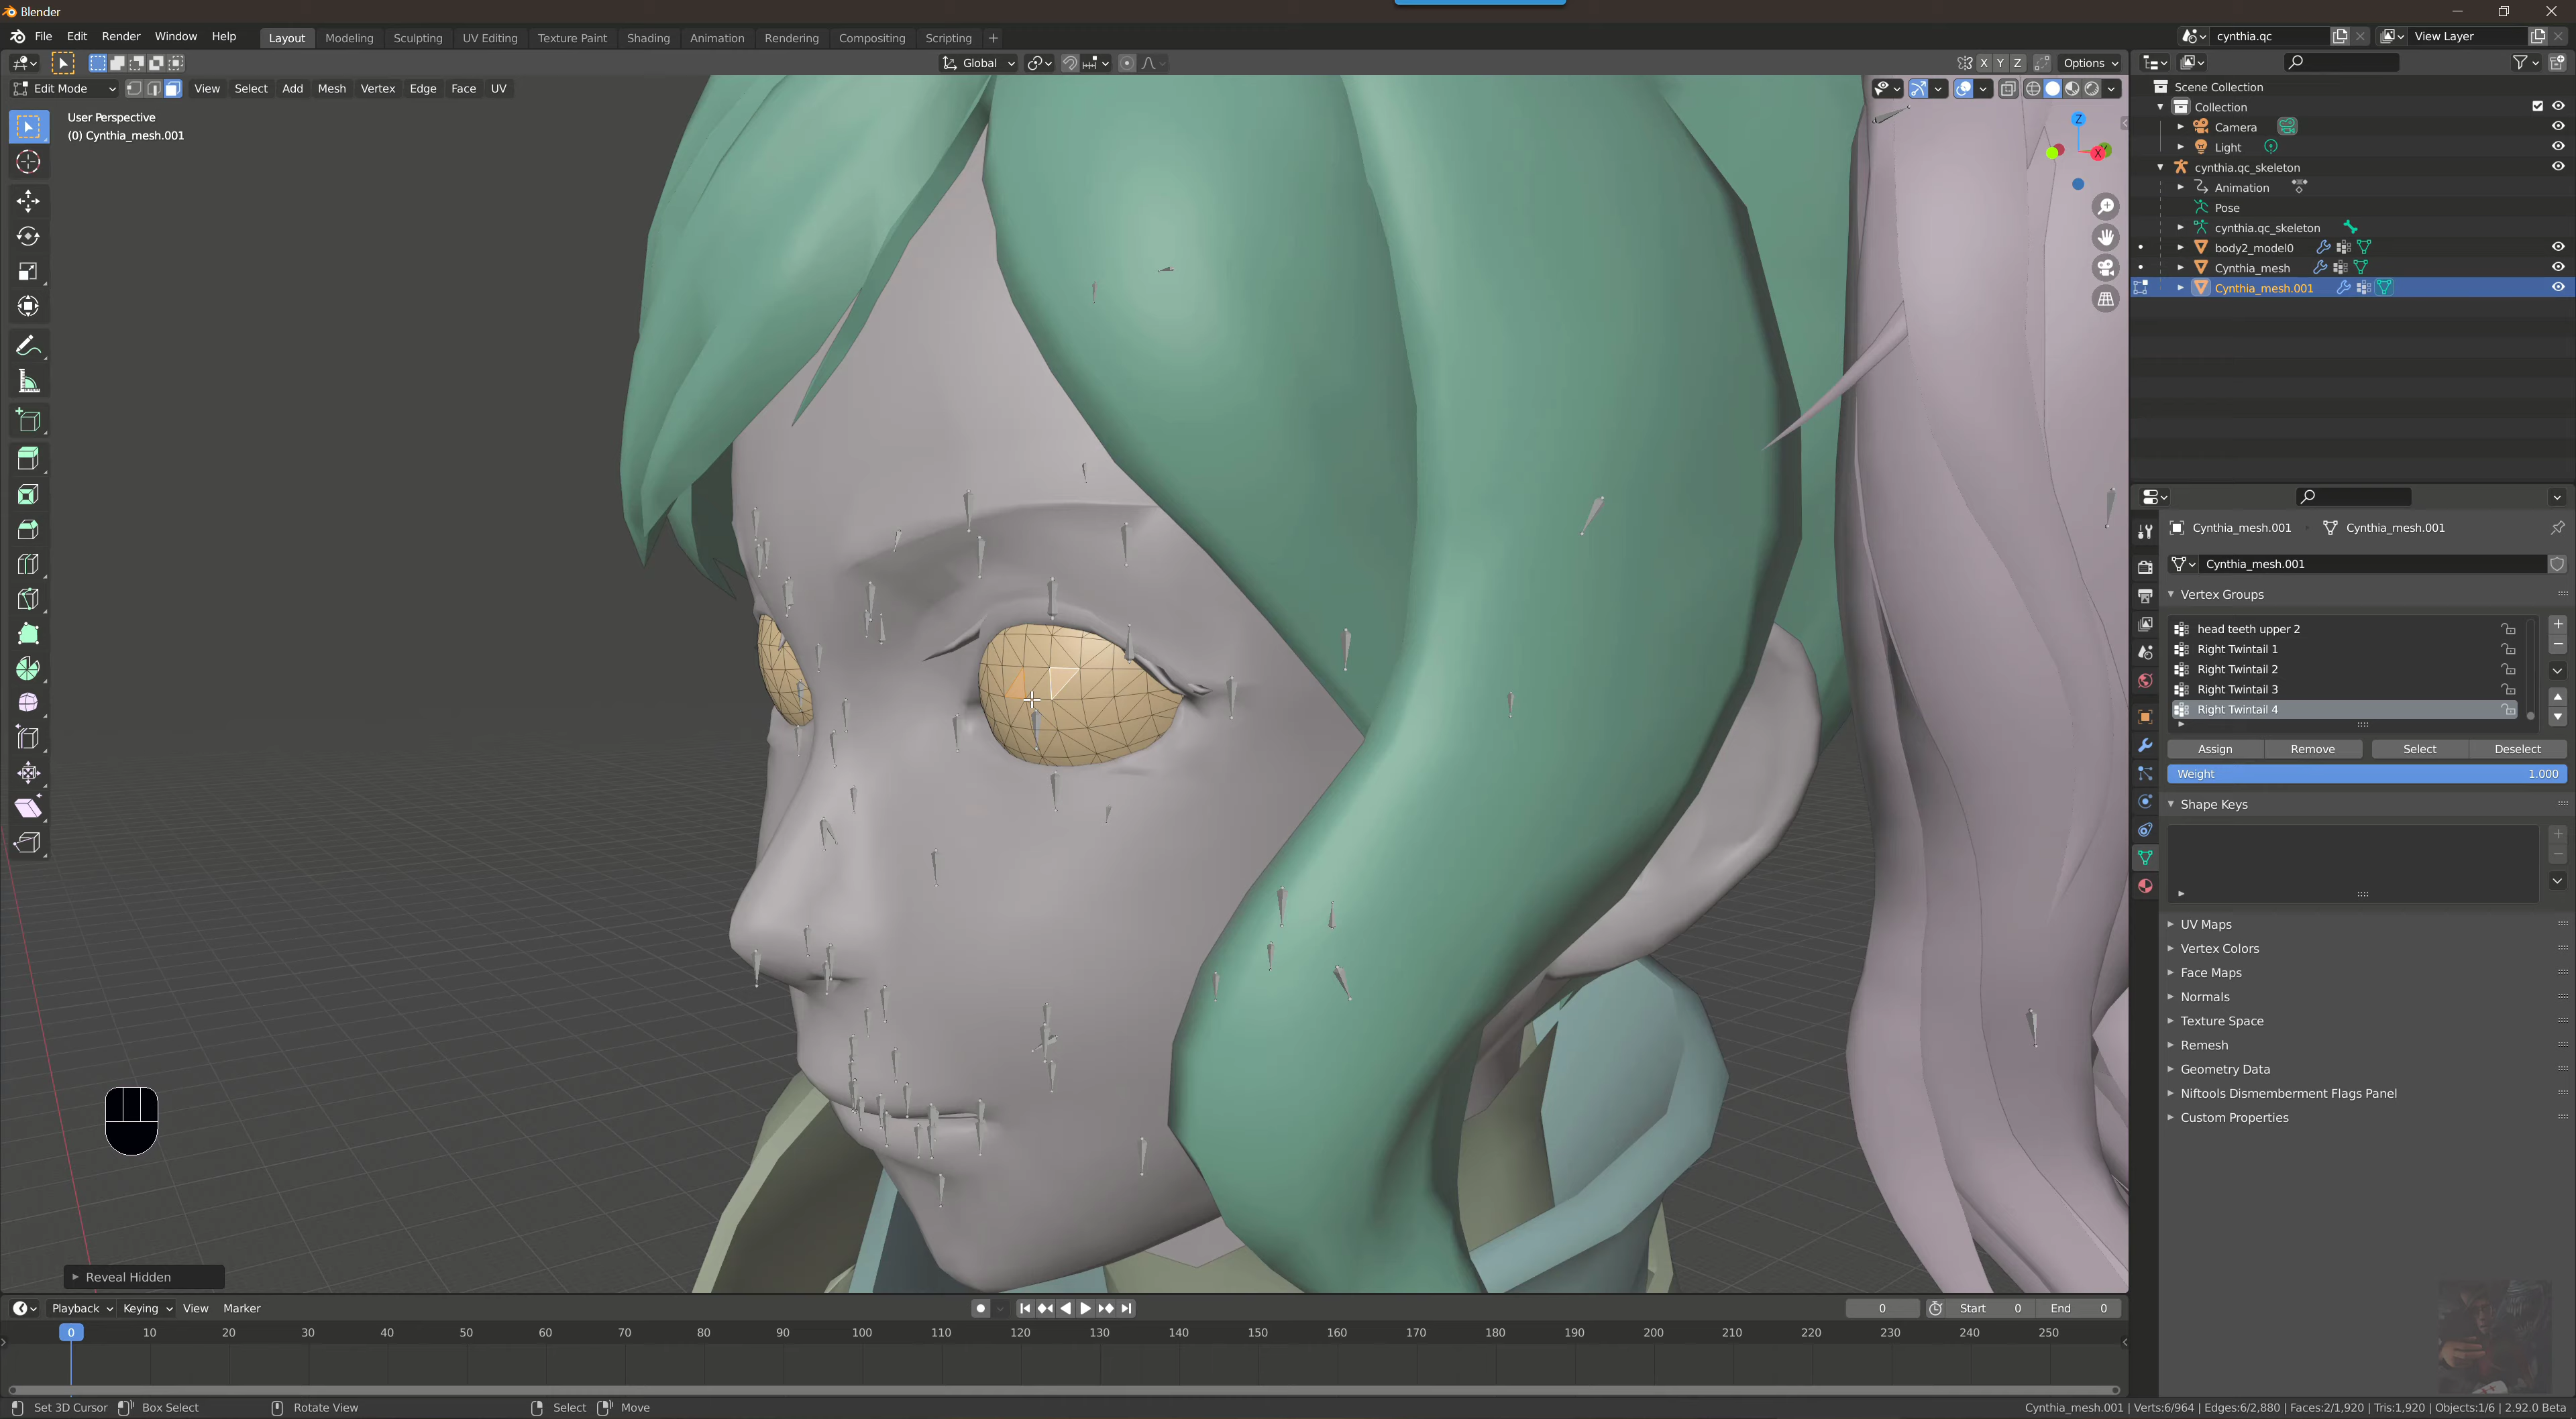 Blender
File Edit Render Window Help Layout Modeling Sculpting UV Editing Texture Paint Shading Animation Rendering Compositing Scripting + cynthia.qc View Layer
Global X Y Z Options
Edit Mode View Select Add Mesh Vertex Edge Face UV
User Perspective
(0) Cynthia_mesh.001
Z
X
Scene Collection
Collection
Camera
Light
cynthia.qc_skeleton
Animation
Pose
cynthia.qc_skeleton
body2_model0
Cynthia_mesh
Cynthia_mesh.001
Cynthia_mesh.001 Cynthia_mesh.001
Cynthia_mesh.001
Vertex Groups
head teeth upper 2
Right Twintail 1
Right Twintail 2
Right Twintail 3
Right Twintail 4
Assign Remove Select Deselect
Weight 1.000
Shape Keys
UV Maps
Vertex Colors
Face Maps
Normals
Texture Space
Remesh
Geometry Data
Niftools Dismemberment Flags Panel
Custom Properties
Reveal Hidden
Playback Keying View Marker 0 Start 0 End 0
0 10 20 30 40 50 60 70 80 90 100 110 120 130 140 150 160 170 180 190 200 210 220 230 240 250
Set 3D Cursor Box Select Rotate View Select Move Cynthia_mesh.001 | Verts:6/964 | Edges:6/2,880 | Faces:2/1,920 | Tris:1,920 | Objects:1/6 | 2.92.0 Beta